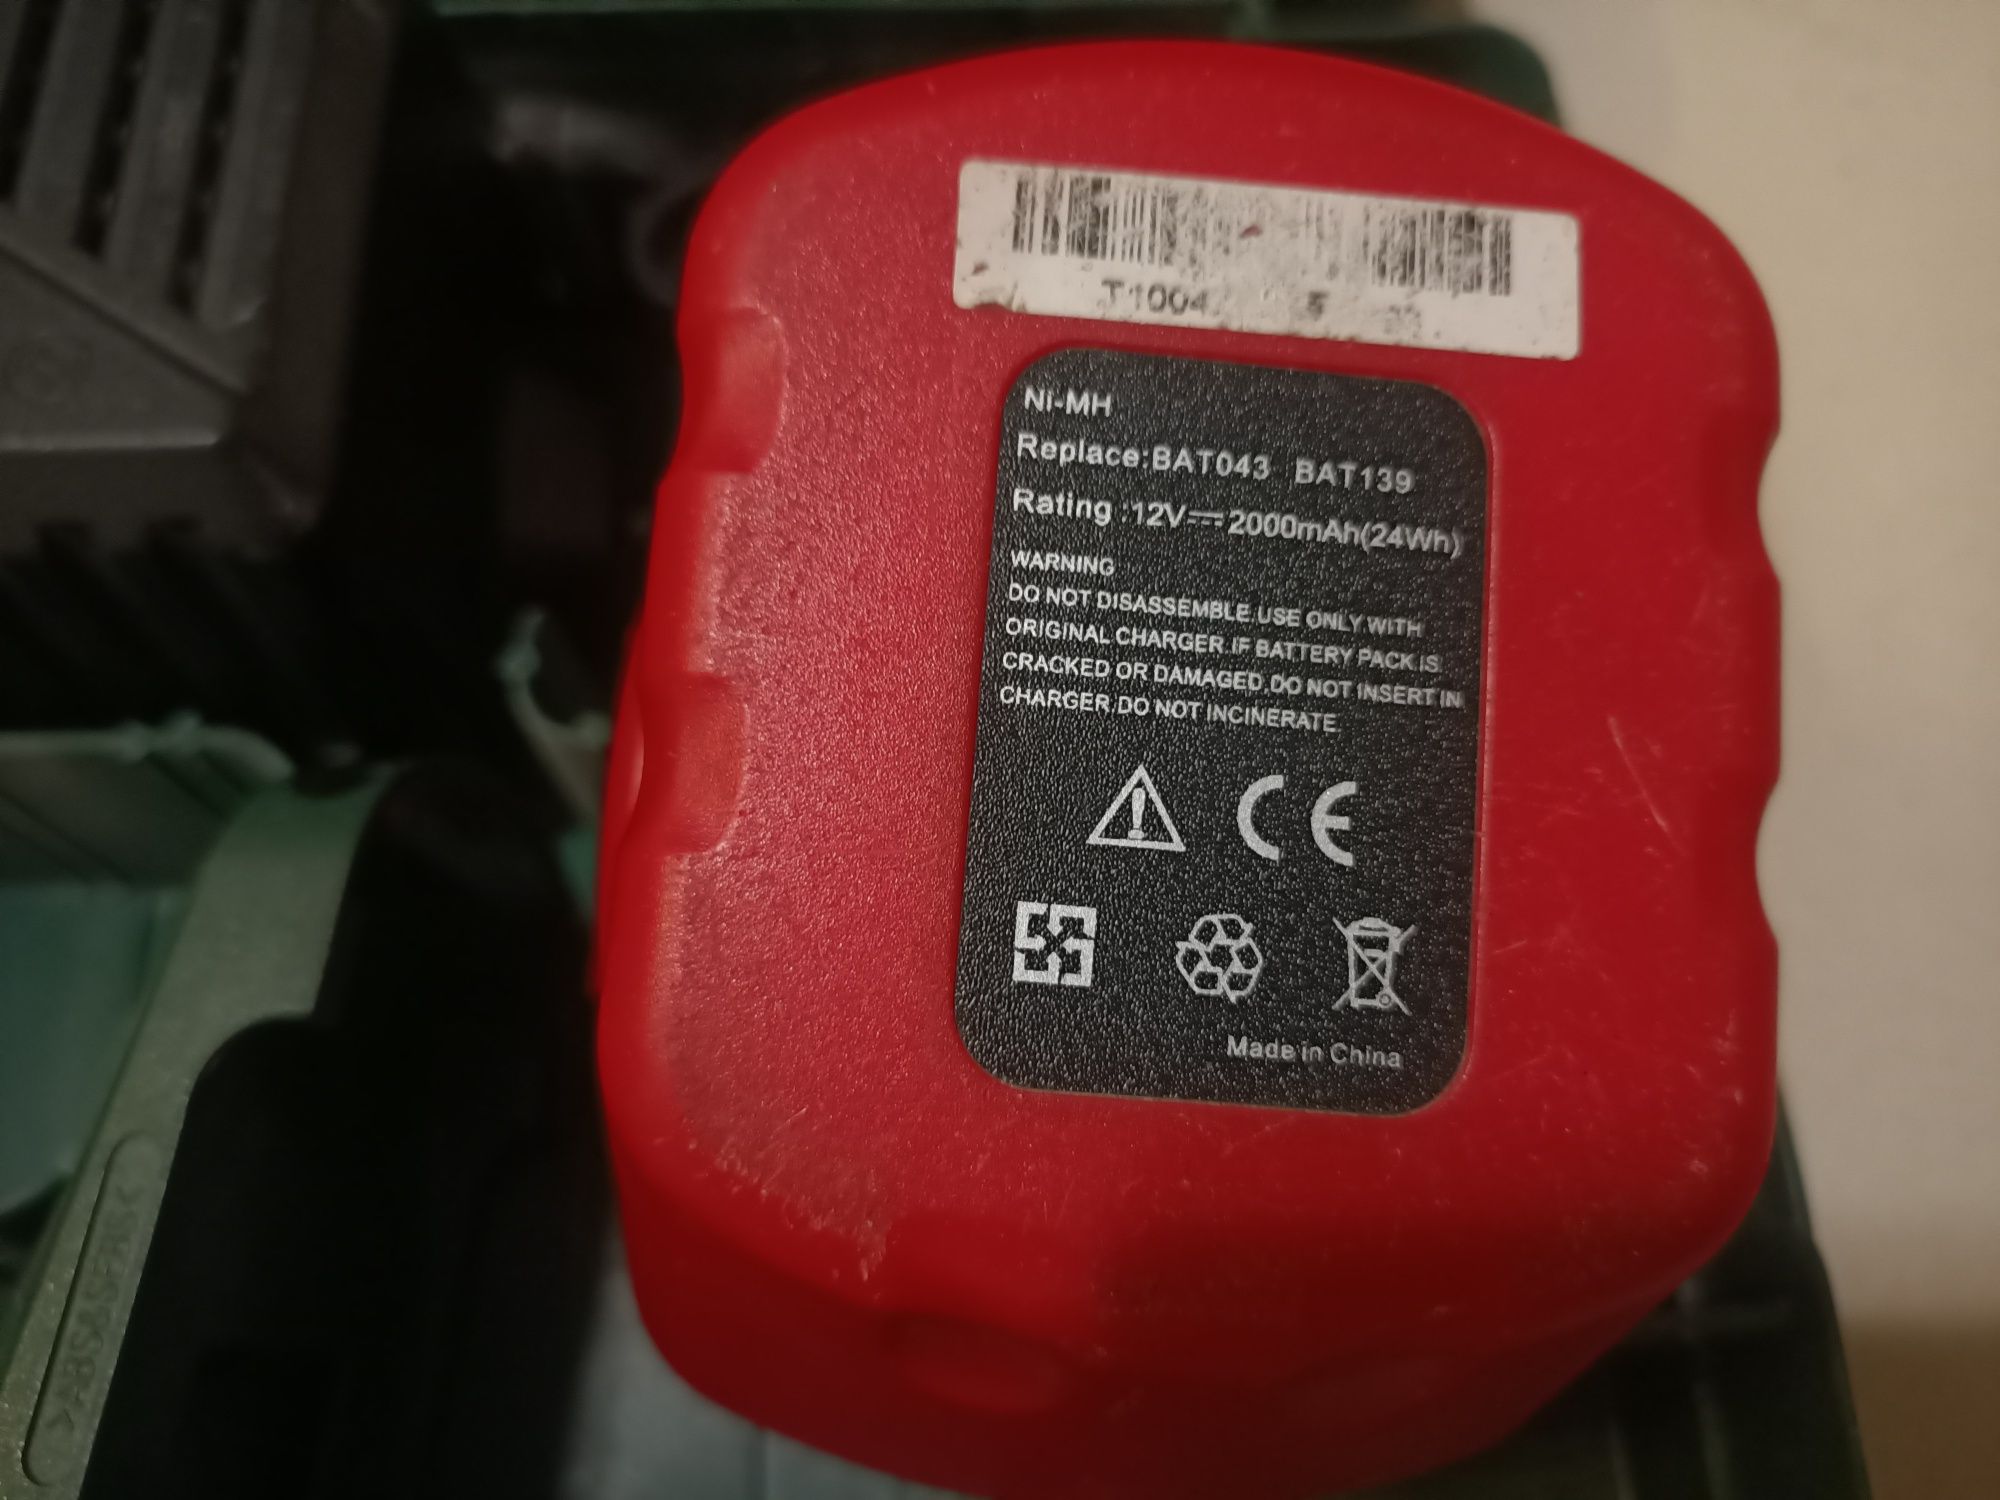 T1004
Ni-MH
Replace:BAT043 BAT139
Rating :12V⎓2000mAh(24Wh)
WARNING
DO NOT DISASSEMBLE.USE ONLY WITH
ORIGINAL CHARGER.IF BATTERY PACK IS
CRACKED OR DAMAGED.DO NOT INSERT IN
CHARGER.DO NOT INCINERATE
CE
Made in China